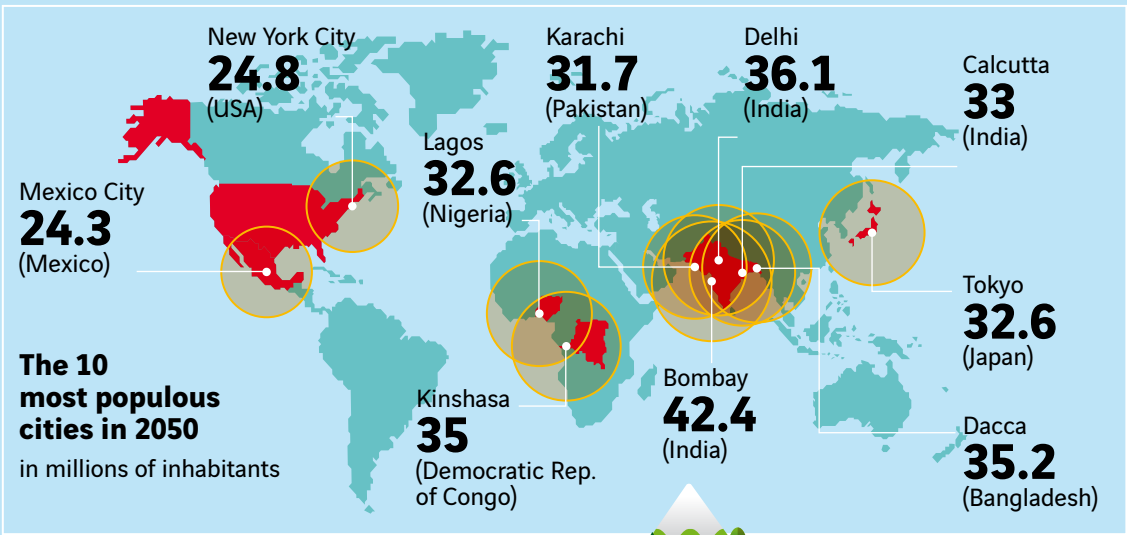 New York City
24.8
(USA)
Karachi
31.7
(Pakistan)
Delhi
36.1
(India)
Calcutta
33
(India)
Lagos
32.6
(Nigeria)
Mexico City
24.3
(Mexico)
Tokyo
32.6
(Japan)
The 10
most populous
cities in 2050
in millions of inhabitants
Kinshasa
35
(Democratic Rep.
of Congo)
Bombay
42.4
(India)
Dacca
35.2
(Bangladesh)